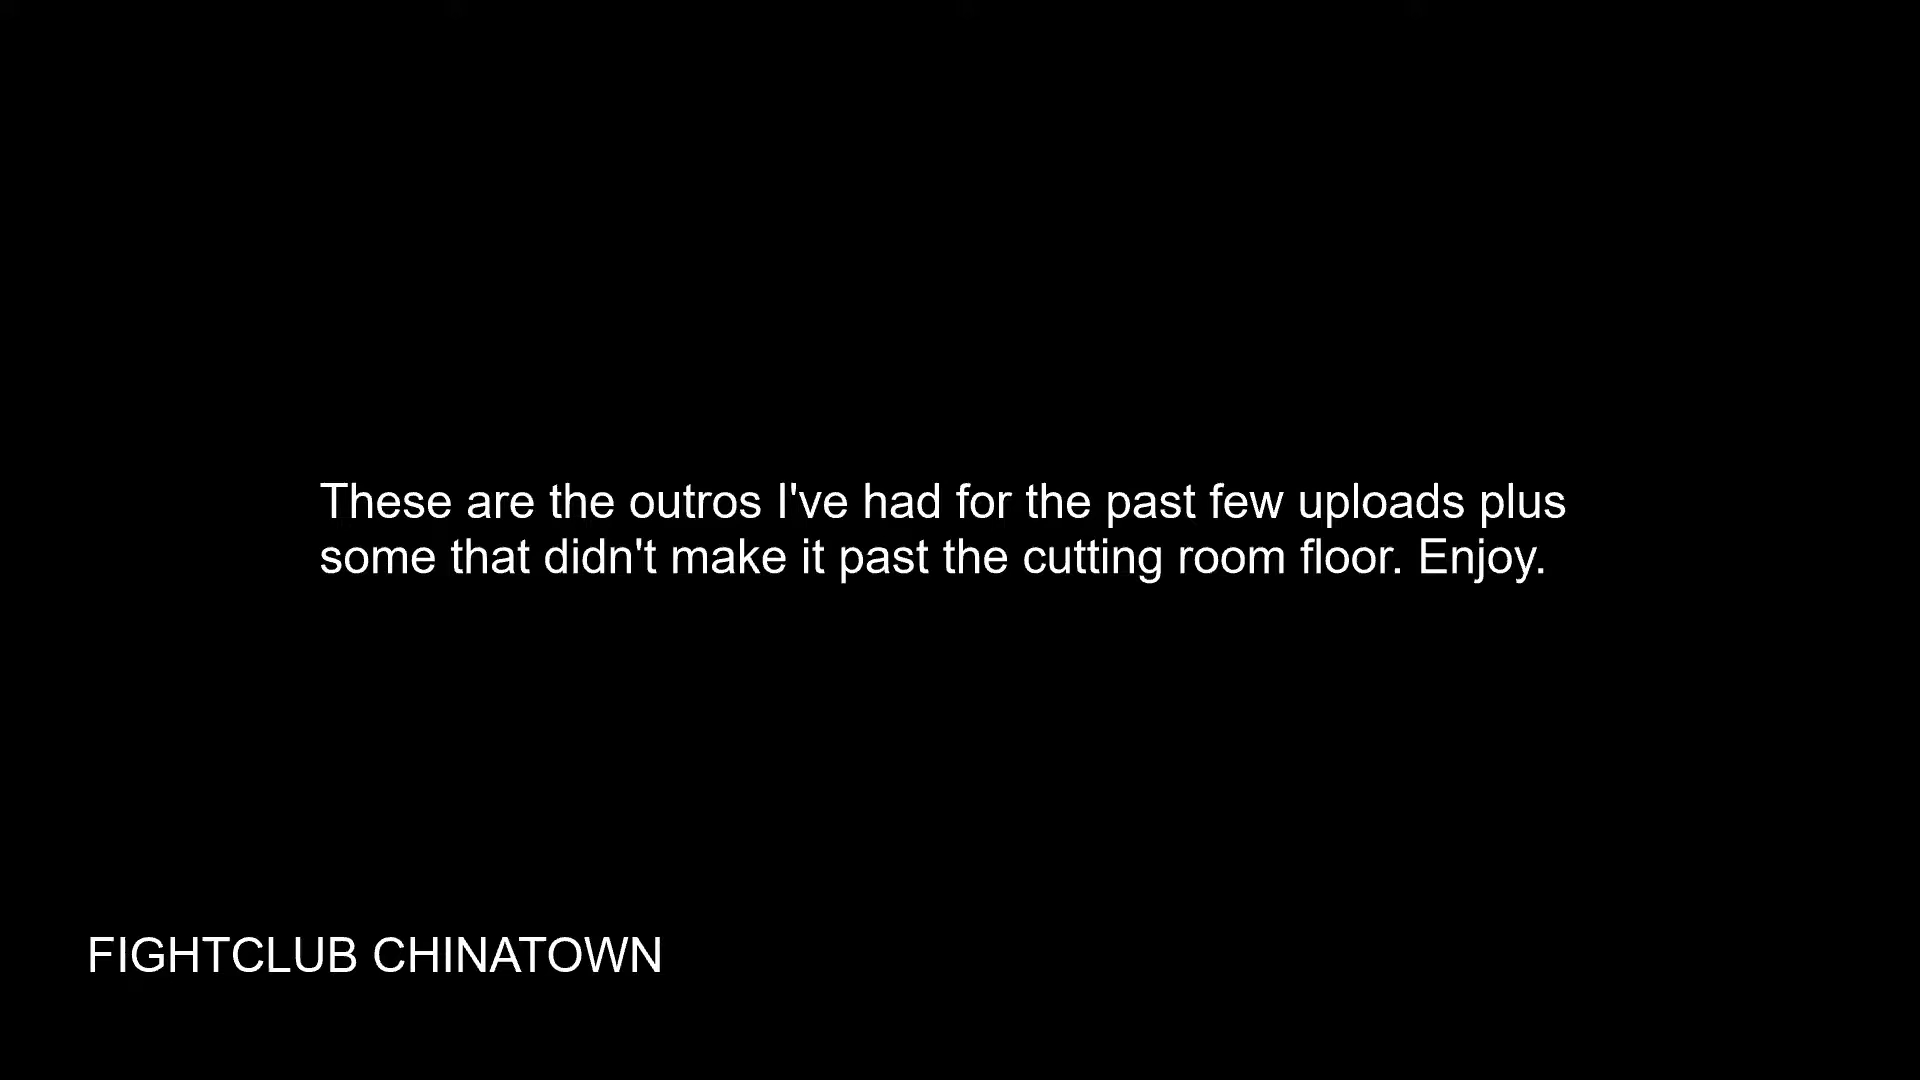 These are the outros I've had for the past few uploads plus
some that didn't make it past the cutting room floor. Enjoy.
FIGHTCLUB CHINATOWN